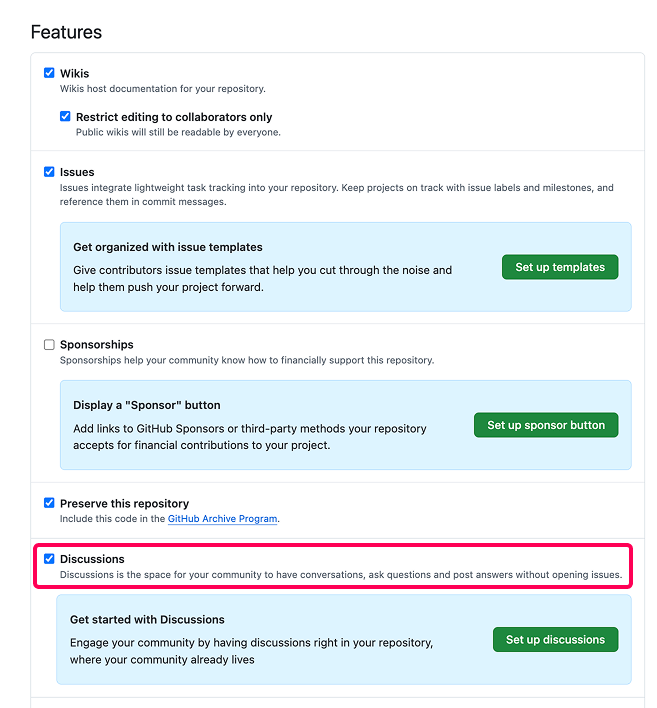 Features
Wikis
Wikis host documentation for your repository.
Restrict editing to collaborators only
Public wikis will still be readable by everyone.
Issues
Issues integrate lightweight task tracking into your repository. Keep projects on track with issue labels and milestones, and
reference them in commit messages.
Get organized with issue templates
Give contributors issue templates that help you cut through the noise and
help them push your project forward.
Set up templates
Sponsorships
Sponsorships help your community know how to financially support this repository.
Display a "Sponsor" button
Add links to GitHub Sponsors or third-party methods your repository
accepts for financial contributions to your project.
Set up sponsor button
Preserve this repository
Include this code in the GitHub Archive Program.
Discussions
Discussions is the space for your community to have conversations, ask questions and post answers without opening issues.
Get started with Discussions
Engage your community by having discussions right in your repository,
where your community already lives
Set up discussions